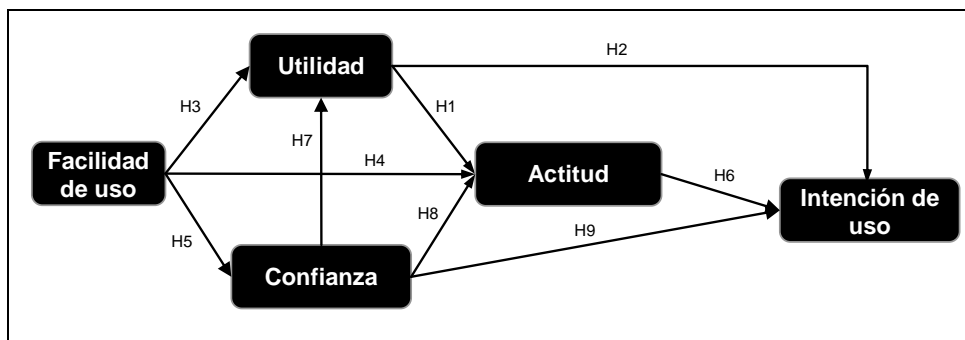 H2
Utilidad
H3
H1
H7
Facilidad
de uso
H4
Actitud
H6
Intención de
uso
H8
H5
H9
Confianza